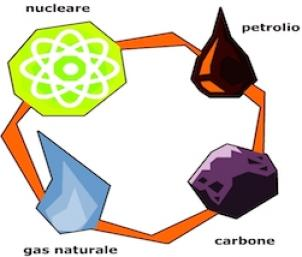 nucleare
petrolio
gas naturale
carbone